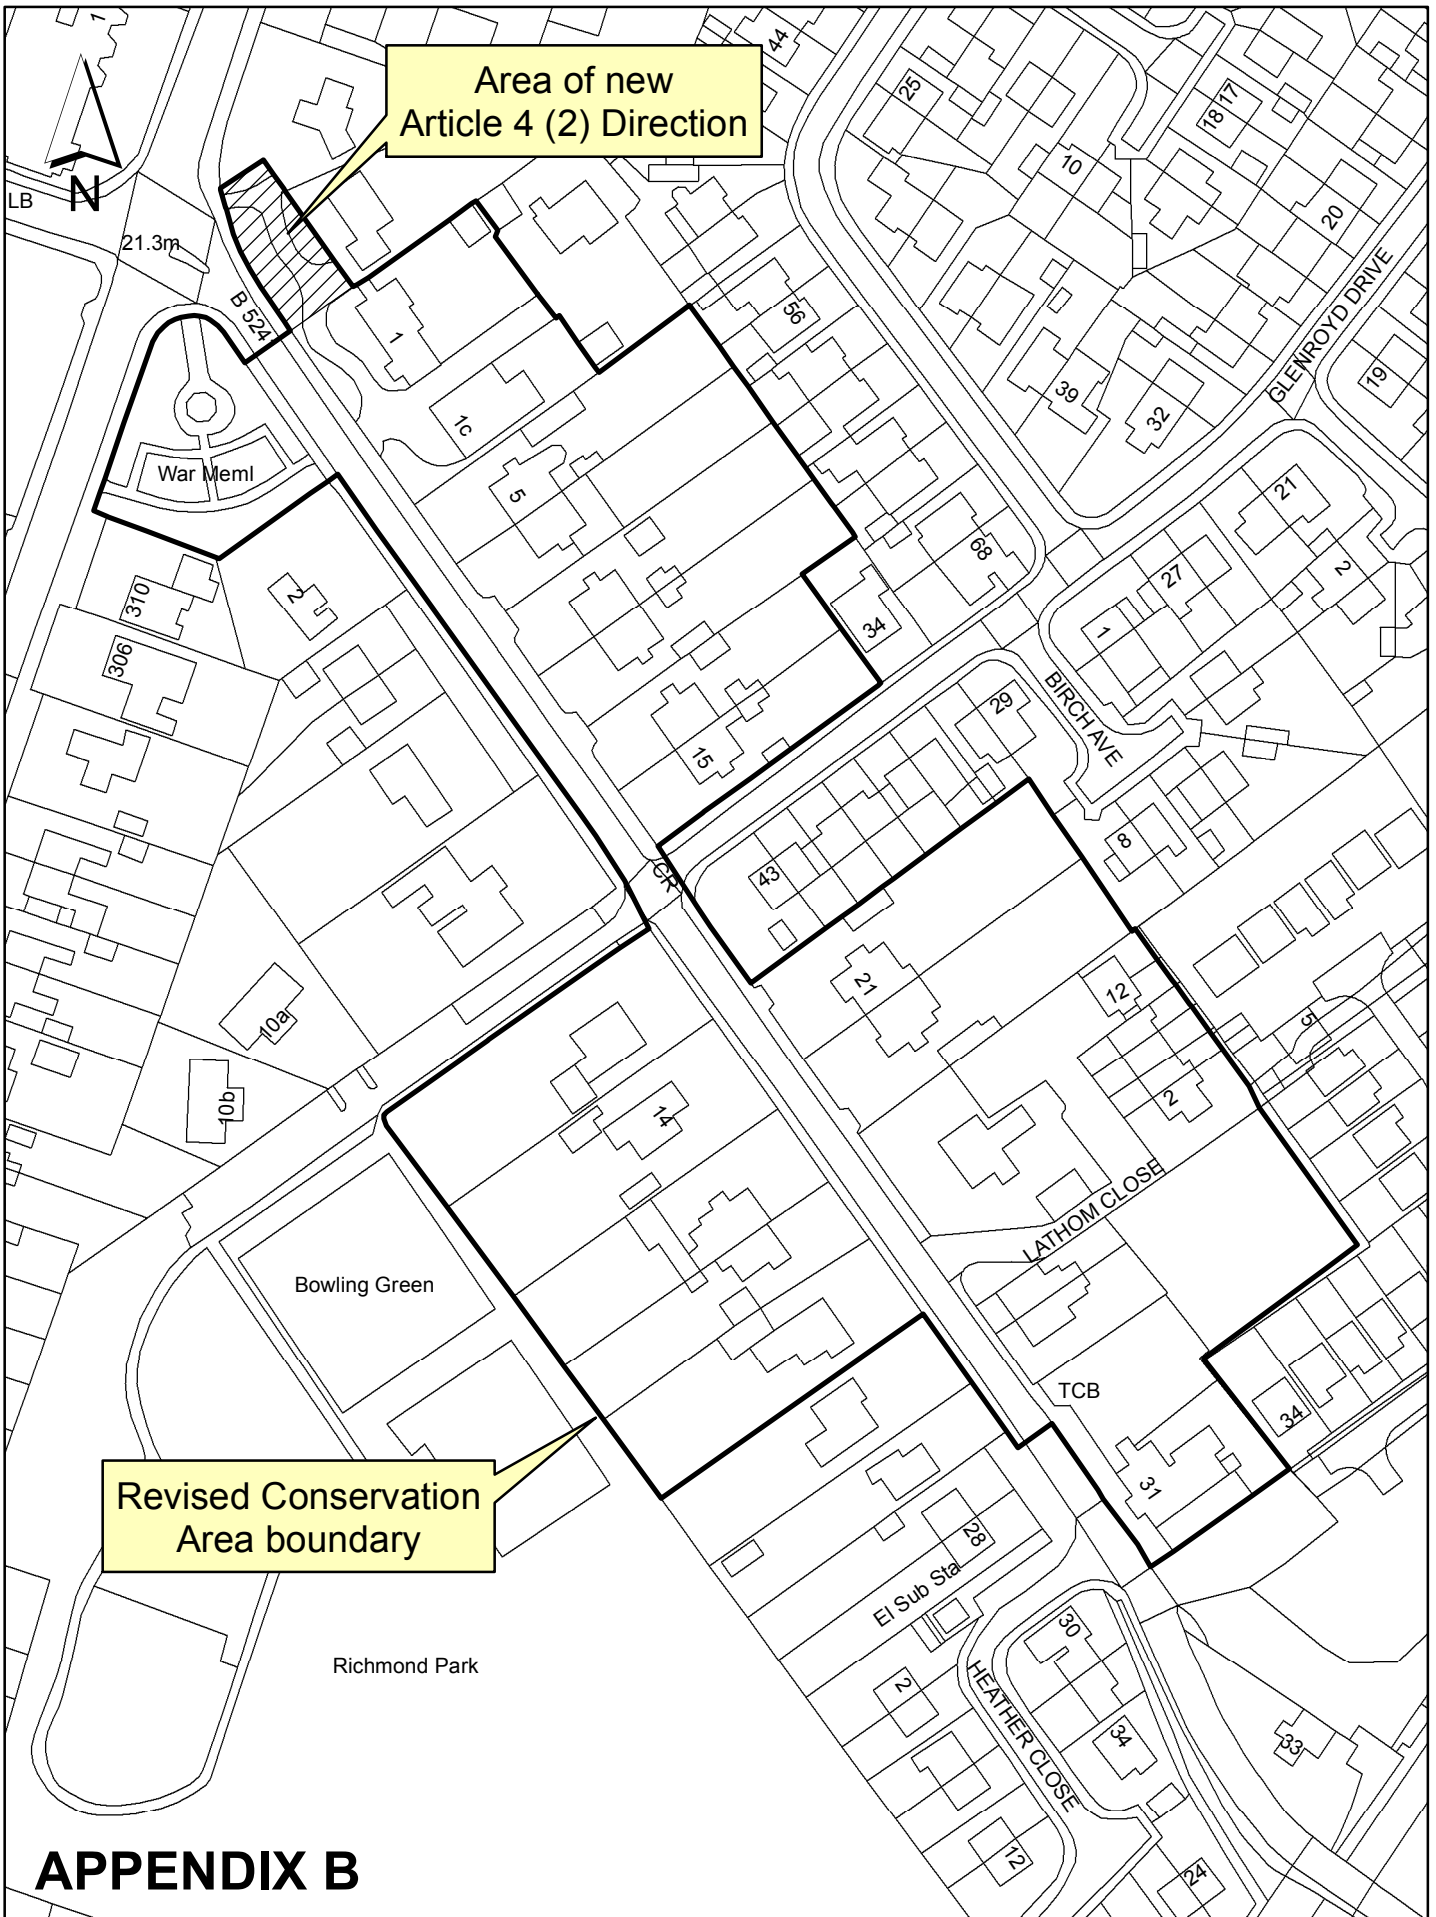 1
44
Area of new
Article 4 (2) Direction
25
18 17
10
N
LB
20
21.3m
B 524
GLENROYD DRIVE
1
56
39
19
32
1c
War Meml
5
21
68
27
2
310
2
34
1
306
BIRCH AVE
29
15
43
CR
8
21
12
10a
5
10b
14
2
LATHOM CLOSE
Bowling Green
TCB
34
Revised Conservation
Area boundary
31
28
El Sub Sta
30
Richmond Park
2
HEATHER CLOSE
34
33
12
24
APPENDIX B